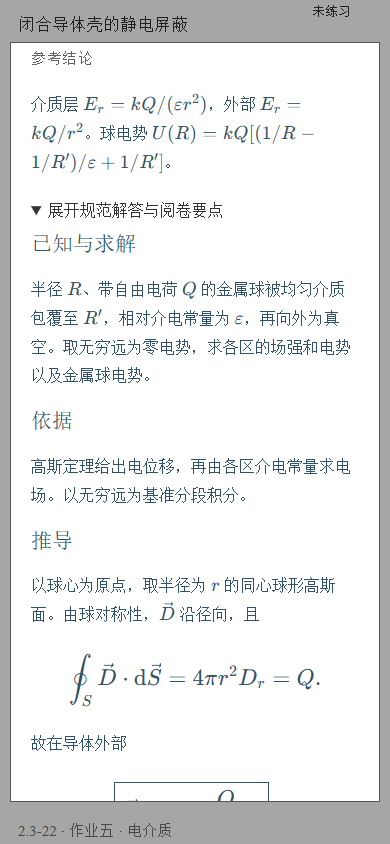 未练习
闭合导体壳的静电屏蔽
参考结论
介质层 $E_r = kQ/(\varepsilon r^2)$，外部 $E_r =$
$kQ/r^2$。球电势 $U(R) = kQ[(1/R -$
$1/R')/\varepsilon + 1/R']$。
▼ 展开规范解答与阅卷要点
已知与求解
半径 $R$、带自由电荷 $Q$ 的金属球被均匀介质
包覆至 $R'$，相对介电常量为 $\varepsilon$，再向外为真
空。取无穷远为零电势，求各区的场强和电势
以及金属球电势。
依据
高斯定理给出电位移，再由各区介电常量求电
场。以无穷远为基准分段积分。
推导
以球心为原点，取半径为 $r$ 的同心球形高斯
面。由球对称性，$\vec{D}$ 沿径向，且
$\oint_S \vec{D} \cdot \mathrm{d}\vec{S} = 4\pi r^2 D_r = Q.$
故在导体外部
2.3-22 · 作业五 · 电介质